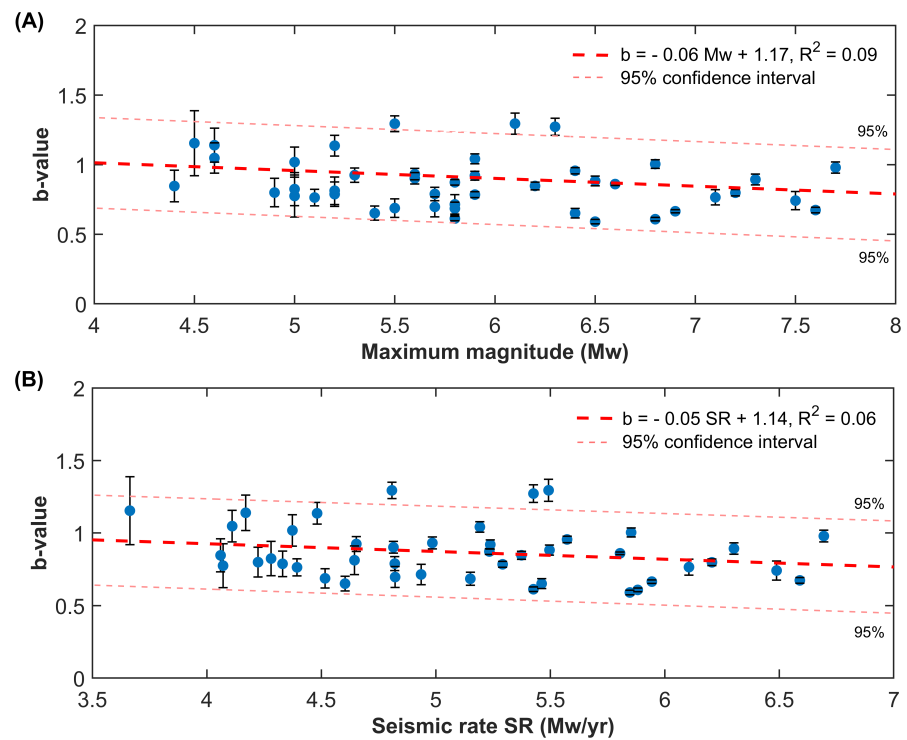 (A)
2
1.5
1
0.5
0
b-value
b = - 0.06 Mw + 1.17, R² = 0.09
95% confidence interval
95%
95%
4 4.5 5 5.5 6 6.5 7 7.5 8
Maximum magnitude (Mw)
(B)
2
1.5
1
0.5
0
b-value
b = - 0.05 SR + 1.14, R² = 0.06
95% confidence interval
95%
95%
3.5 4 4.5 5 5.5 6 6.5 7
Seismic rate SR (Mw/yr)